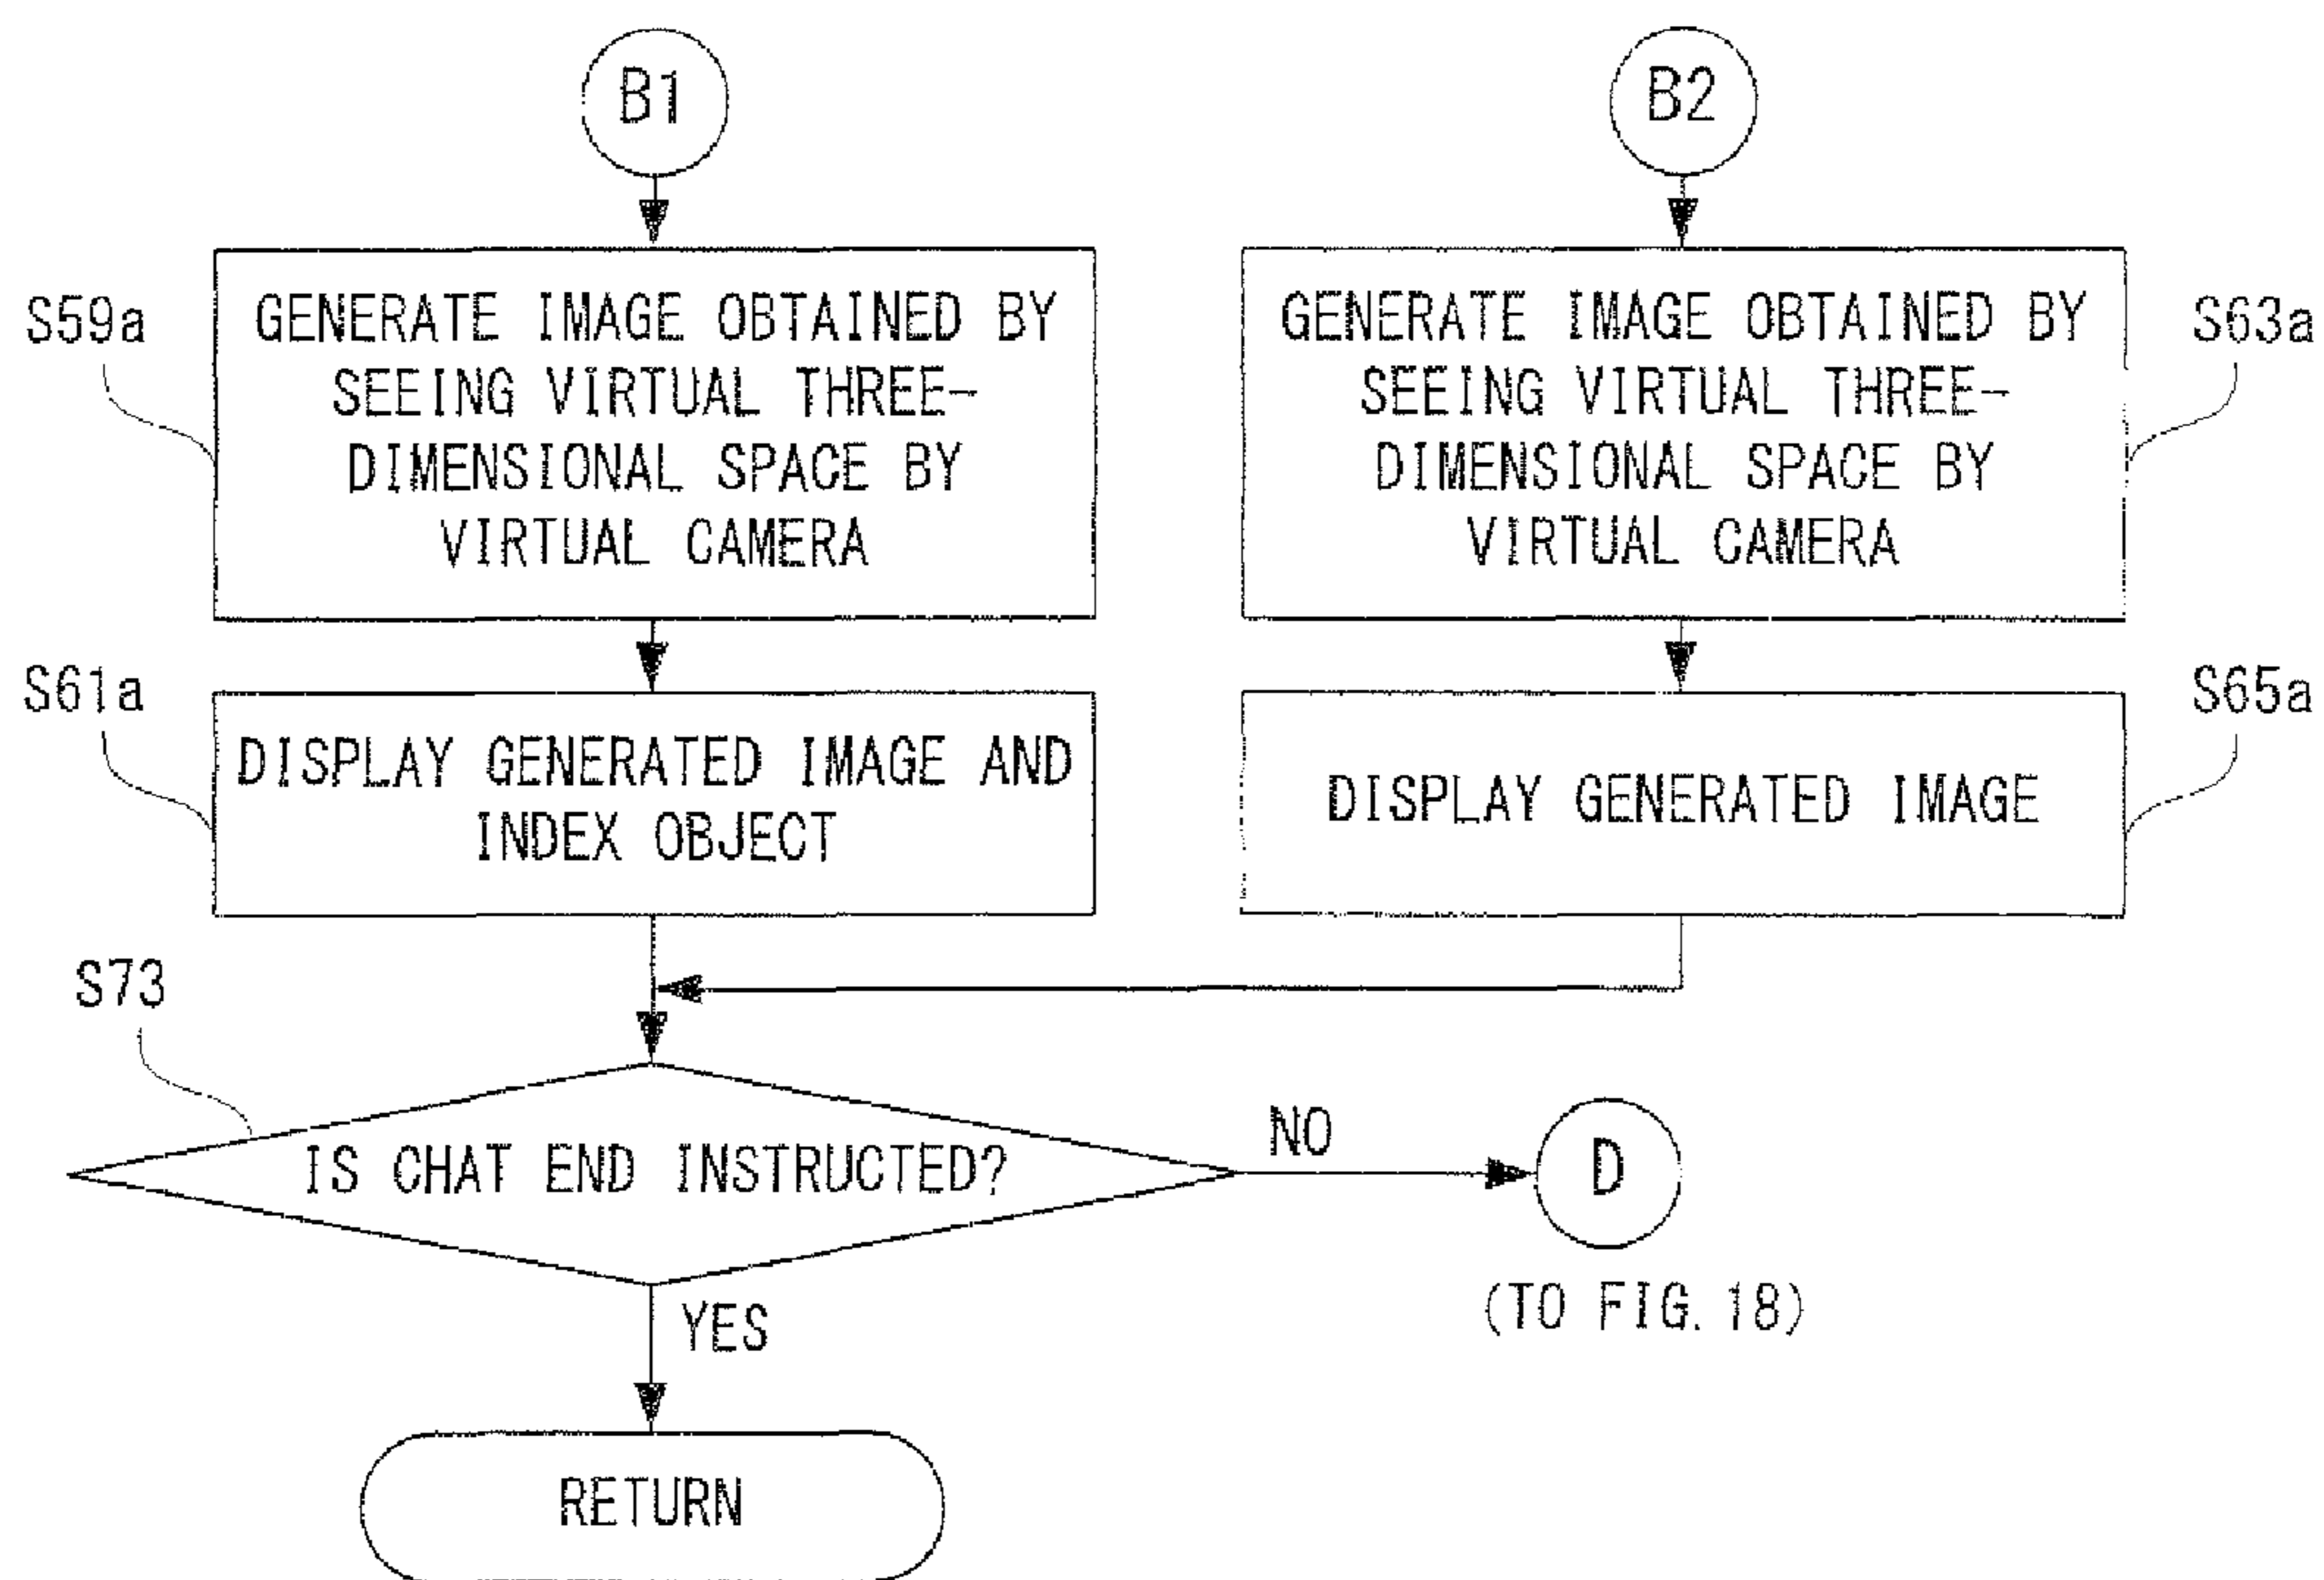 B1
B2
S59a
GENERATE IMAGE OBTAINED BY
SEEING VIRTUAL THREE-
DIMENSIONAL SPACE BY
VIRTUAL CAMERA
GENERATE IMAGE OBTAINED BY
SEEING VIRTUAL THREE-
DIMENSIONAL SPACE BY
VIRTUAL CAMERA
S63a
S61a
DISPLAY GENERATED IMAGE AND
INDEX OBJECT
DISPLAY GENERATED IMAGE
S65a
S73
IS CHAT END INSTRUCTED?
NO
D
(TO FIG. 18)
YES
RETURN